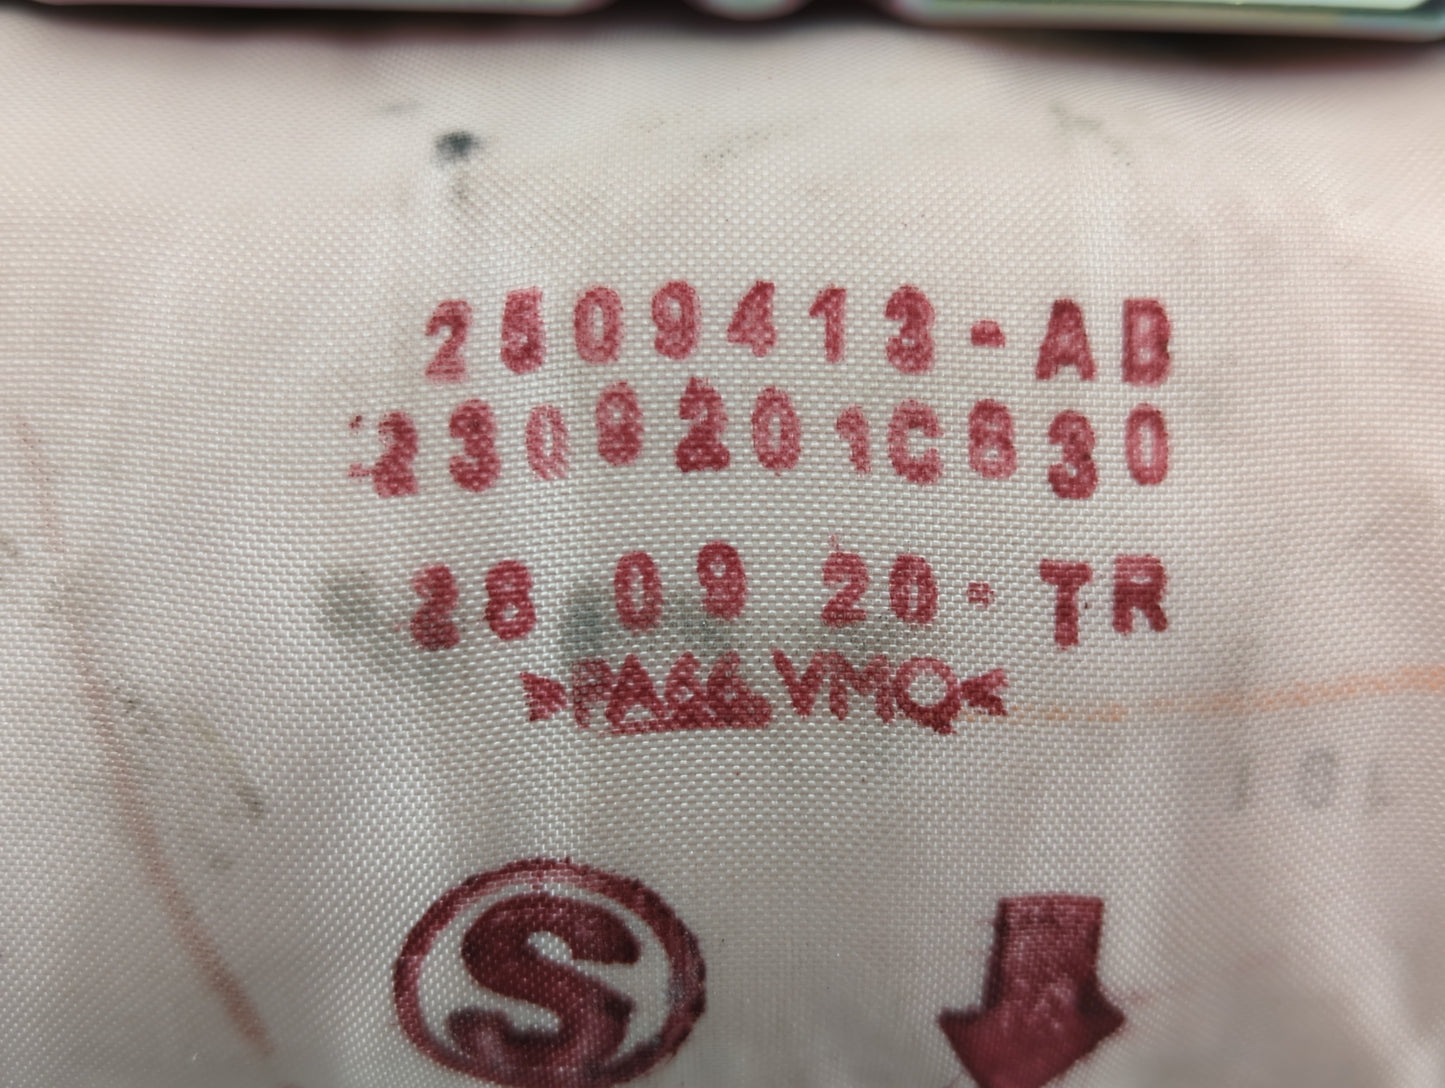 2509413-AB
2309201C830
28 09 20-TR
>PA66 VMQ<
S